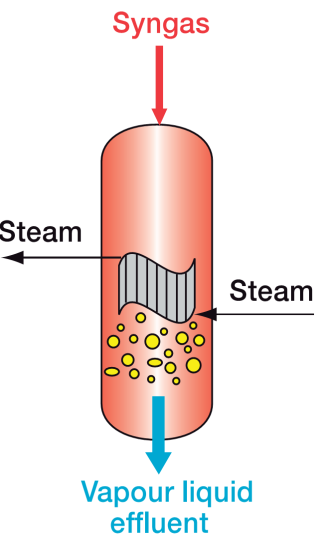 Syngas
Steam
Steam
Vapour liquid
effluent